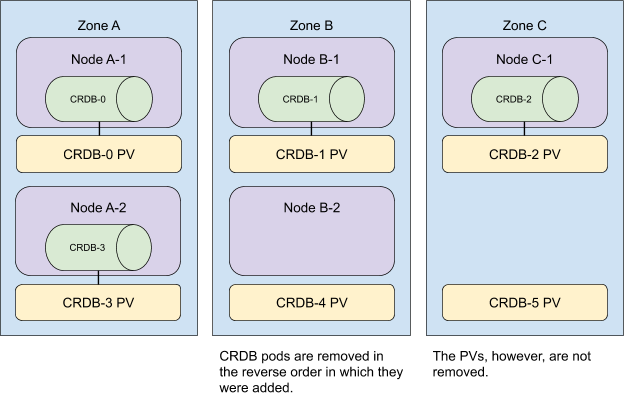 Zone A
Node A-1
CRDB-0
CRDB-0 PV
Node A-2
CRDB-3
CRDB-3 PV
Zone B
Node B-1
CRDB-1
CRDB-1 PV
Node B-2
CRDB-4 PV
CRDB pods are removed in
the reverse order in which they
were added.
Zone C
Node C-1
CRDB-2
CRDB-2 PV
CRDB-5 PV
The PVs, however, are not
removed.